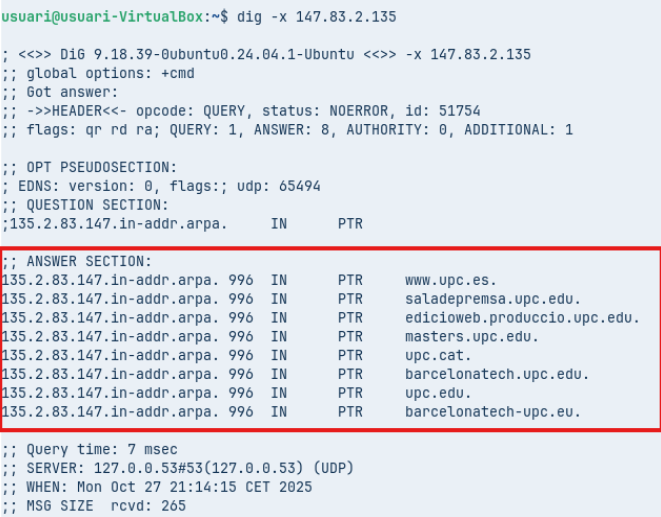 usuari@usuari-VirtualBox:~$ dig -x 147.83.2.135
; <<>> DiG 9.18.39-0ubuntu0.24.04.1-Ubuntu <<>> -x 147.83.2.135
;; global options: +cmd
;; Got answer:
;; ->>HEADER<<- opcode: QUERY, status: NOERROR, id: 51754
;; flags: qr rd ra; QUERY: 1, ANSWER: 8, AUTHORITY: 0, ADDITIONAL: 1
;; OPT PSEUDOSECTION:
; EDNS: version: 0, flags:; udp: 65494
;; QUESTION SECTION:
;135.2.83.147.in-addr.arpa. IN PTR
;; ANSWER SECTION:
135.2.83.147.in-addr.arpa. 996 IN PTR www.upc.es.
135.2.83.147.in-addr.arpa. 996 IN PTR saladepremsa.upc.edu.
135.2.83.147.in-addr.arpa. 996 IN PTR edicioweb.produccio.upc.edu.
135.2.83.147.in-addr.arpa. 996 IN PTR masters.upc.edu.
135.2.83.147.in-addr.arpa. 996 IN PTR upc.cat.
135.2.83.147.in-addr.arpa. 996 IN PTR barcelonatech.upc.edu.
135.2.83.147.in-addr.arpa. 996 IN PTR upc.edu.
135.2.83.147.in-addr.arpa. 996 IN PTR barcelonatech-upc.eu.
;; Query time: 7 msec
;; SERVER: 127.0.0.53#53(127.0.0.53) (UDP)
;; WHEN: Mon Oct 27 21:14:15 CET 2025
;; MSG SIZE rcvd: 265